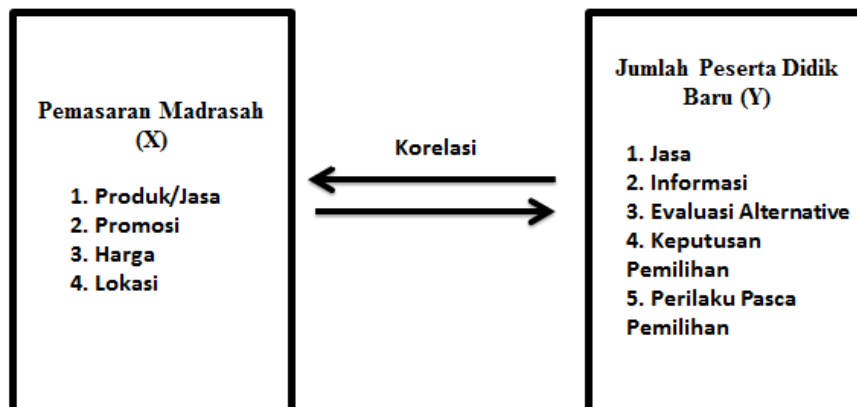 Pemasaran Madrasah
(X)
1. Produk/Jasa
2. Promosi
3. Harga
4. Lokasi
Korelasi
Jumlah Peserta Didik
Baru (Y)
1. Jasa
2. Informasi
3. Evaluasi Alternative
4. Keputusan
Pemilihan
5. Perilaku Pasca
Pemilihan